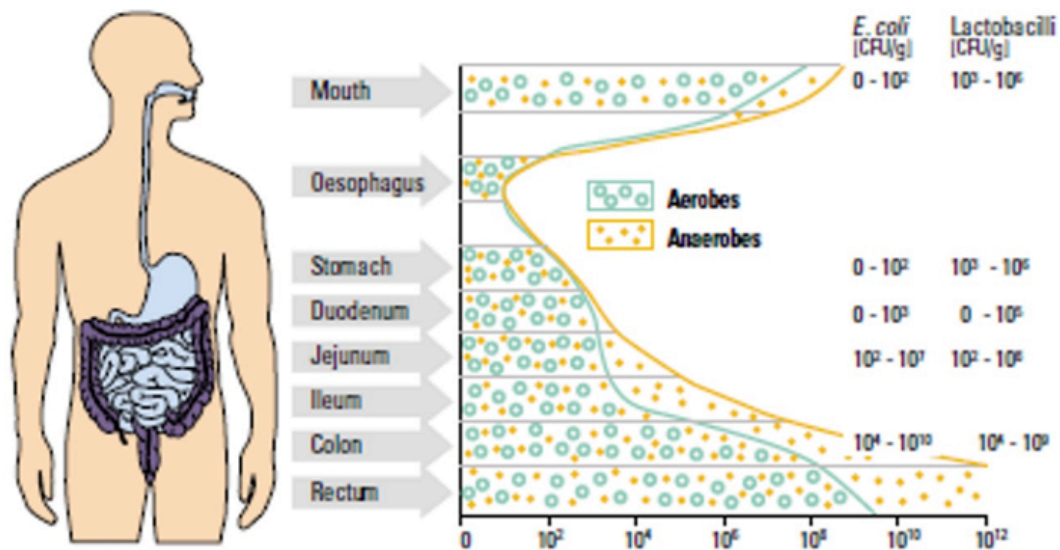 E. coli Lactobacilli
[CFU/g] [CFU/g]
Mouth 0 - 10² 10³ - 10⁶
Oesophagus
Aerobes
Anaerobes
Stomach 0 - 10² 10³ - 10⁶
Duodenum 0 - 10³ 0 - 10⁵
Jejunum 10² - 10⁷ 10² - 10⁶
Ileum
Colon 10⁴ - 10¹⁰ 10⁴ - 10⁹
Rectum
0 10² 10⁴ 10⁶ 10⁸ 10¹⁰ 10¹²